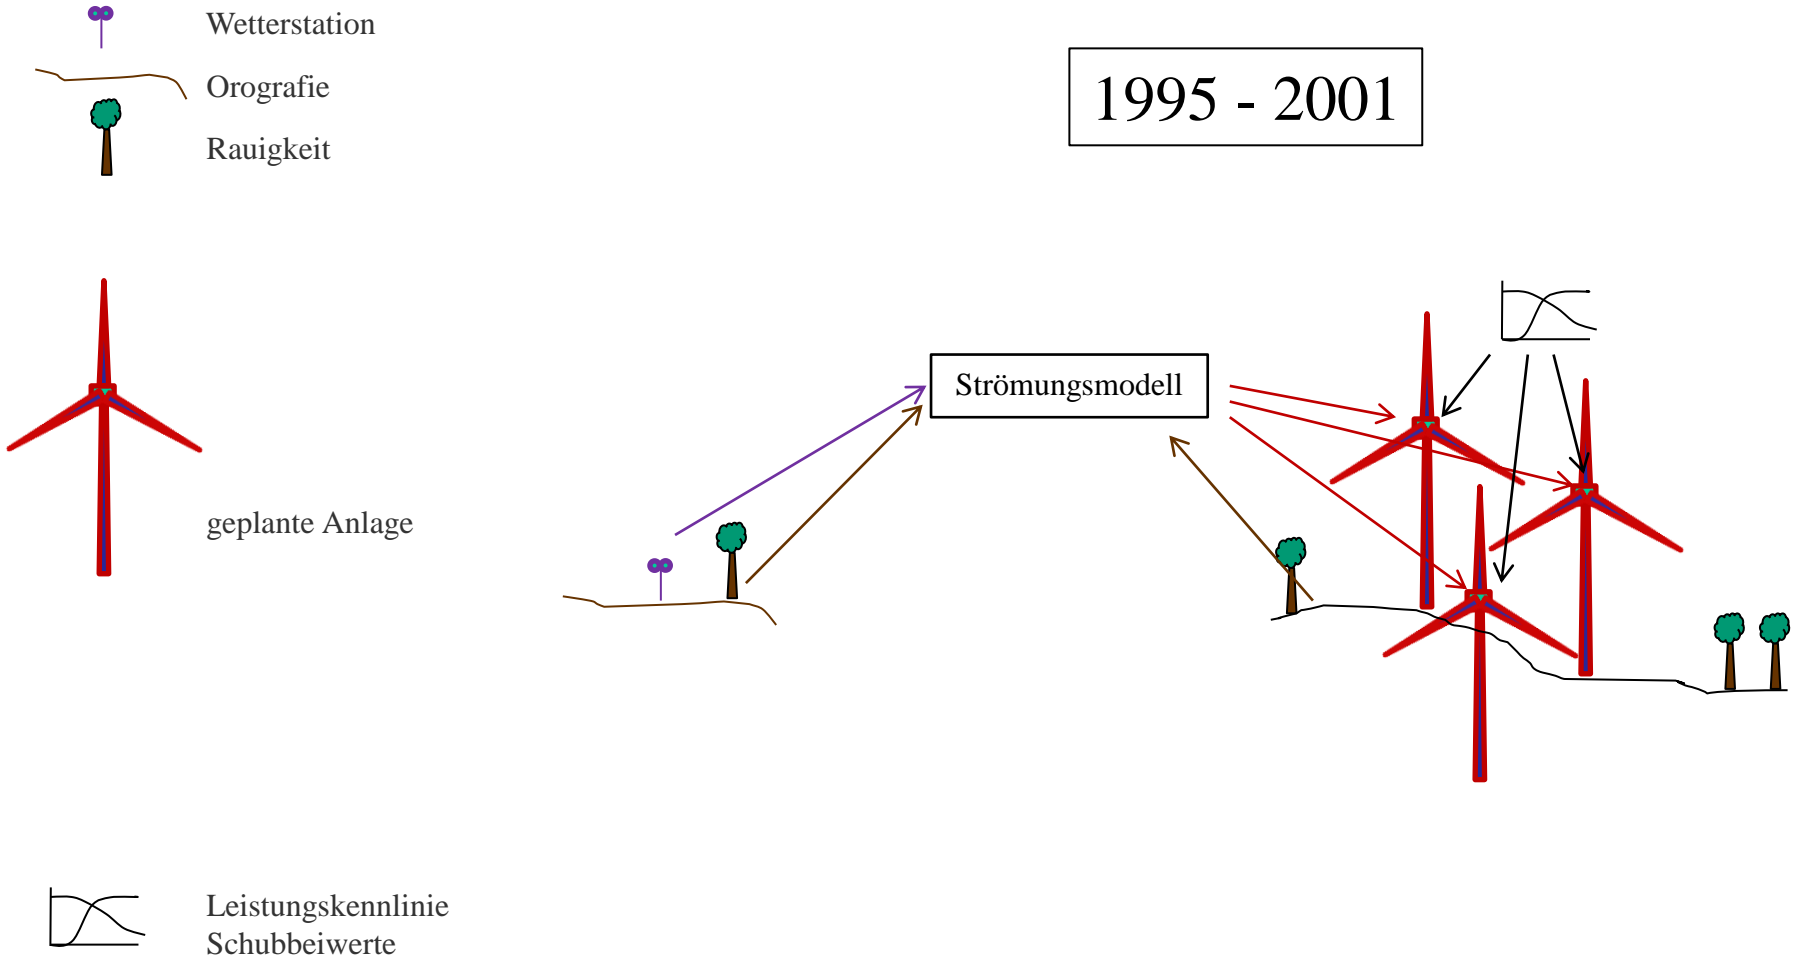 Wetterstation
Orografie
Rauigkeit
1995 - 2001
Strömungsmodell
geplante Anlage
Leistungskennlinie
Schubbeiwerte